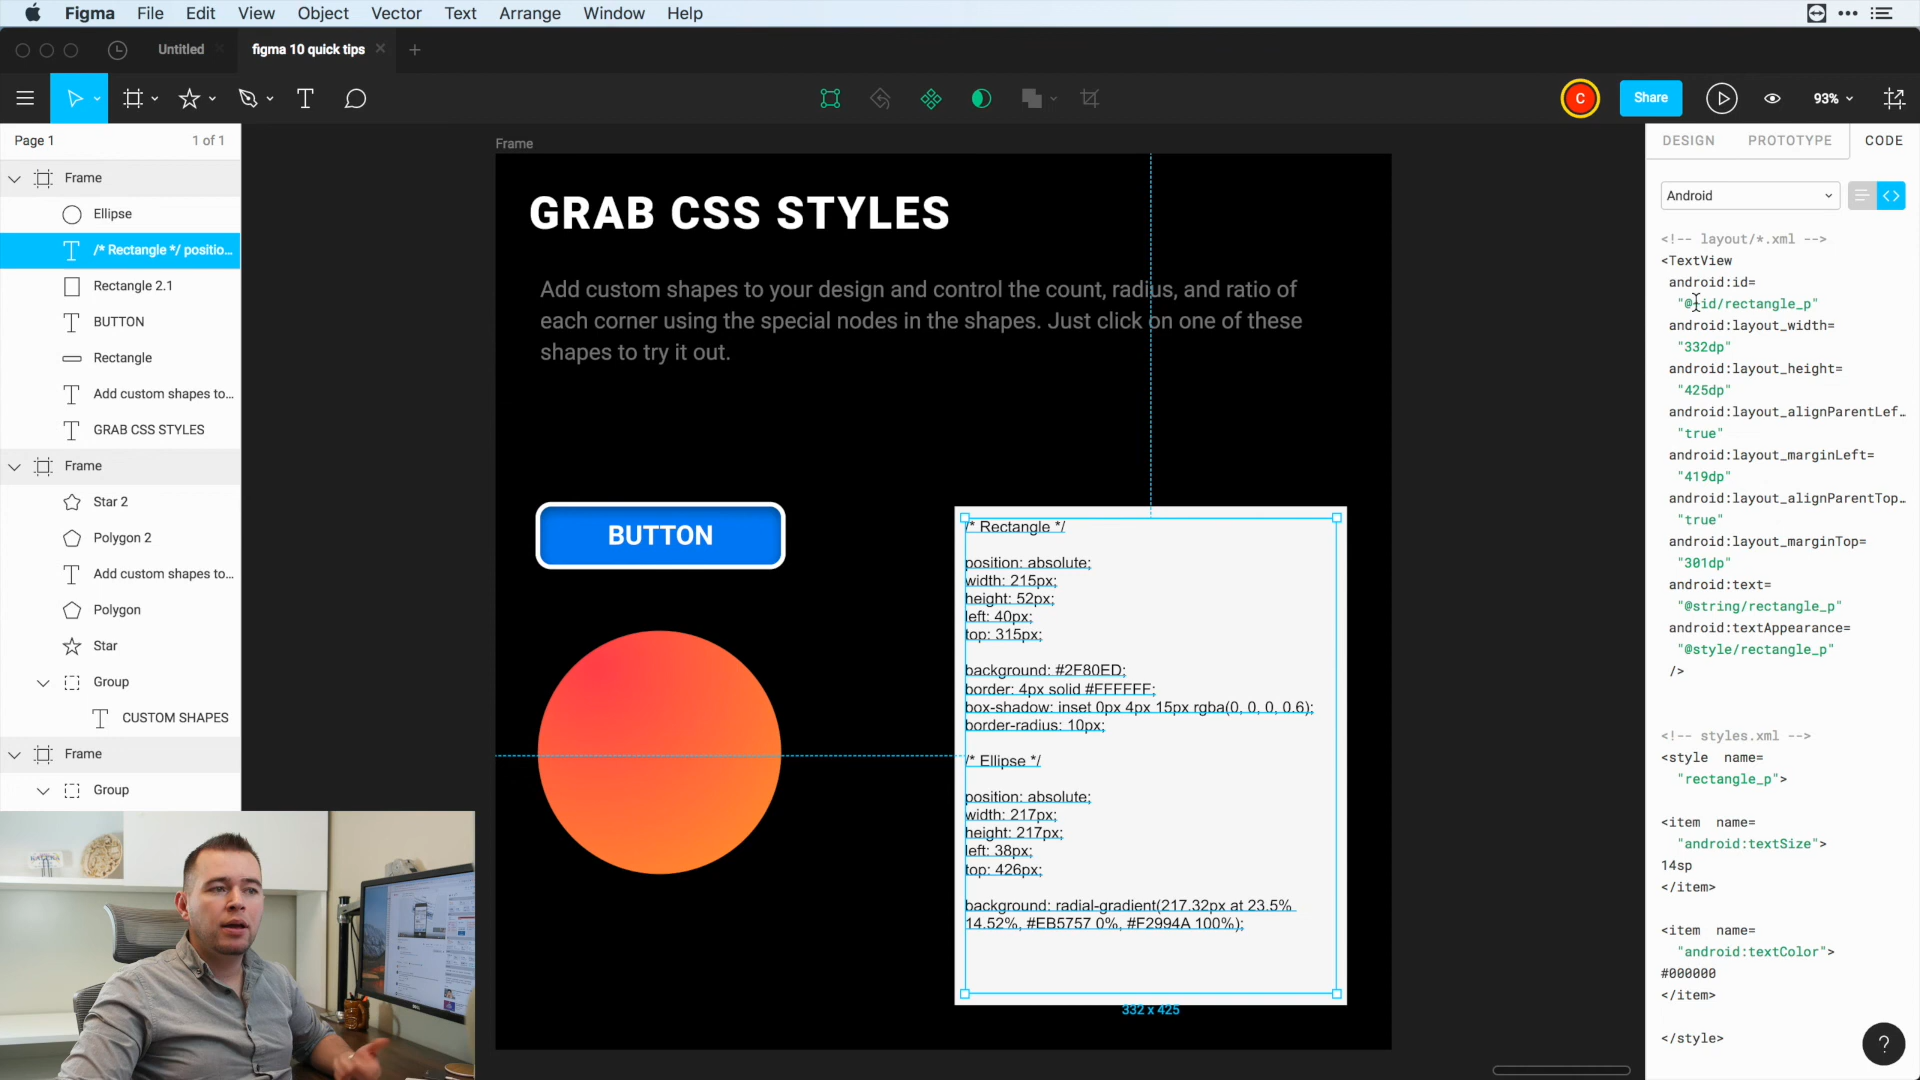 Figma File Edit View Object Vector Text Arrange Window Help
Untitled figma 10 quick tips
C Share 93%
Page 1 1 of 1
Frame
Ellipse
/* Rectangle */ positio...
Rectangle 2.1
BUTTON
Rectangle
Add custom shapes to...
GRAB CSS STYLES
Frame
Star 2
Polygon 2
Add custom shapes to...
Polygon
Star
Group
CUSTOM SHAPES
Frame
Group
Frame
GRAB CSS STYLES
Add custom shapes to your design and control the count, radius, and ratio of
each corner using the special nodes in the shapes. Just click on one of these
shapes to try it out.
BUTTON
/* Rectangle */
position: absolute;
width: 215px;
height: 52px;
left: 40px;
top: 315px;
background: #2F80ED;
border: 4px solid #FFFFFF;
box-shadow: inset 0px 4px 15px rgba(0, 0, 0, 0.6);
border-radius: 10px;
/* Ellipse */
position: absolute;
width: 217px;
height: 217px;
left: 38px;
top: 426px;
background: radial-gradient(217.32px at 23.5%
14.52%, #EB5757 0%, #F2994A 100%);
332 x 425
DESIGN PROTOTYPE CODE
Android
<!-- layout/*.xml -->
<TextView
android:id=
"@+id/rectangle_p"
android:layout_width=
"332dp"
android:layout_height=
"425dp"
android:layout_alignParentLef…
"true"
android:layout_marginLeft=
"419dp"
android:layout_alignParentTop…
"true"
android:layout_marginTop=
"301dp"
android:text=
"@string/rectangle_p"
android:textAppearance=
"@style/rectangle_p"
/>
<!-- styles.xml -->
<style name=
"rectangle_p">
<item name=
"android:textSize">
14sp
</item>
<item name=
"android:textColor">
#000000
</item>
</style>
?